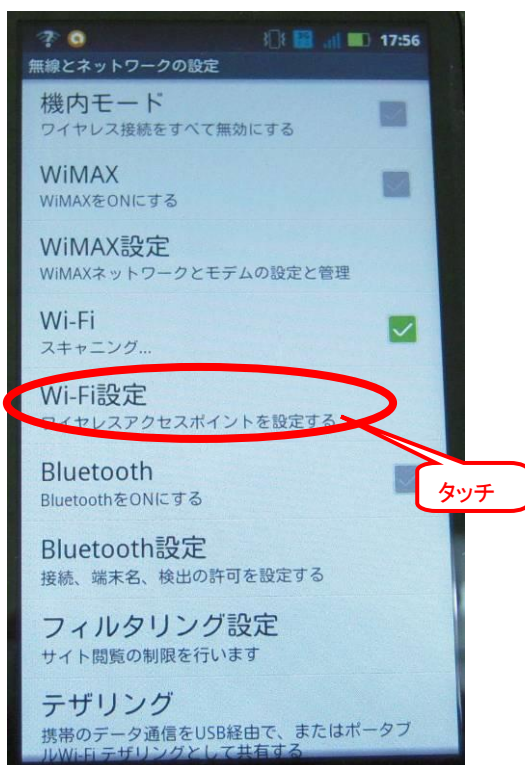 17:56
無線とネットワークの設定
機内モード
ワイヤレス接続をすべて無効にする
WiMAX
WiMAXをONにする
WiMAX設定
WiMAXネットワークとモデムの設定と管理
Wi-Fi
スキャニング...
Wi-Fi設定
ワイヤレスアクセスポイントを設定する
Bluetooth
BluetoothをONにする
タッチ
Bluetooth設定
接続、端末名、検出の許可を設定する
フィルタリング設定
サイト閲覧の制限を行います
テザリング
携帯のデータ通信をUSB経由で、またはポータブ
ルWi-Fiテザリングとして共有する